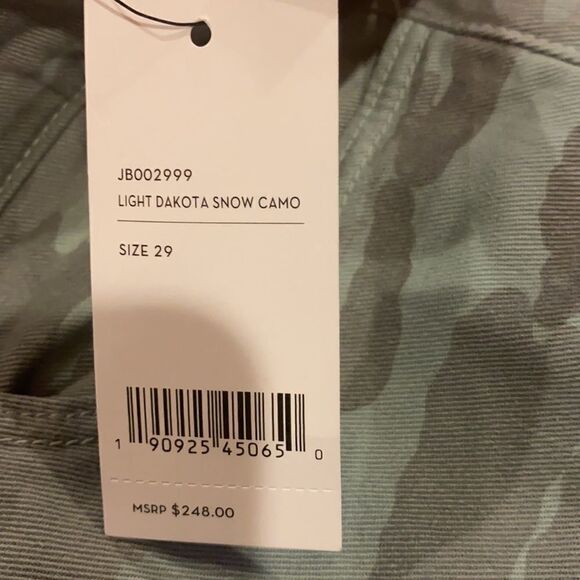 JB002999
LIGHT DAKOTA SNOW CAMO
SIZE 29
1 90925 45065 0
MSRP $248.00